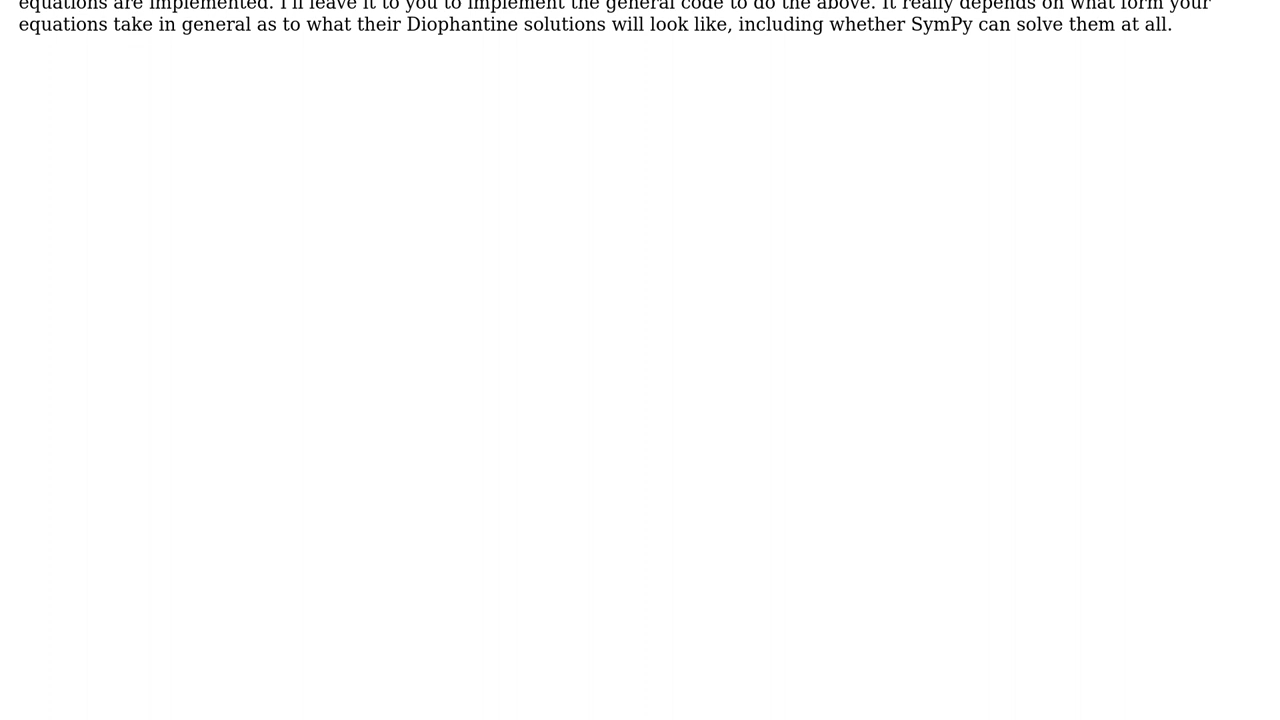 equations are implemented. I'll leave it to you to implement the general code to do the above. It really depends on what form your
equations take in general as to what their Diophantine solutions will look like, including whether SymPy can solve them at all.